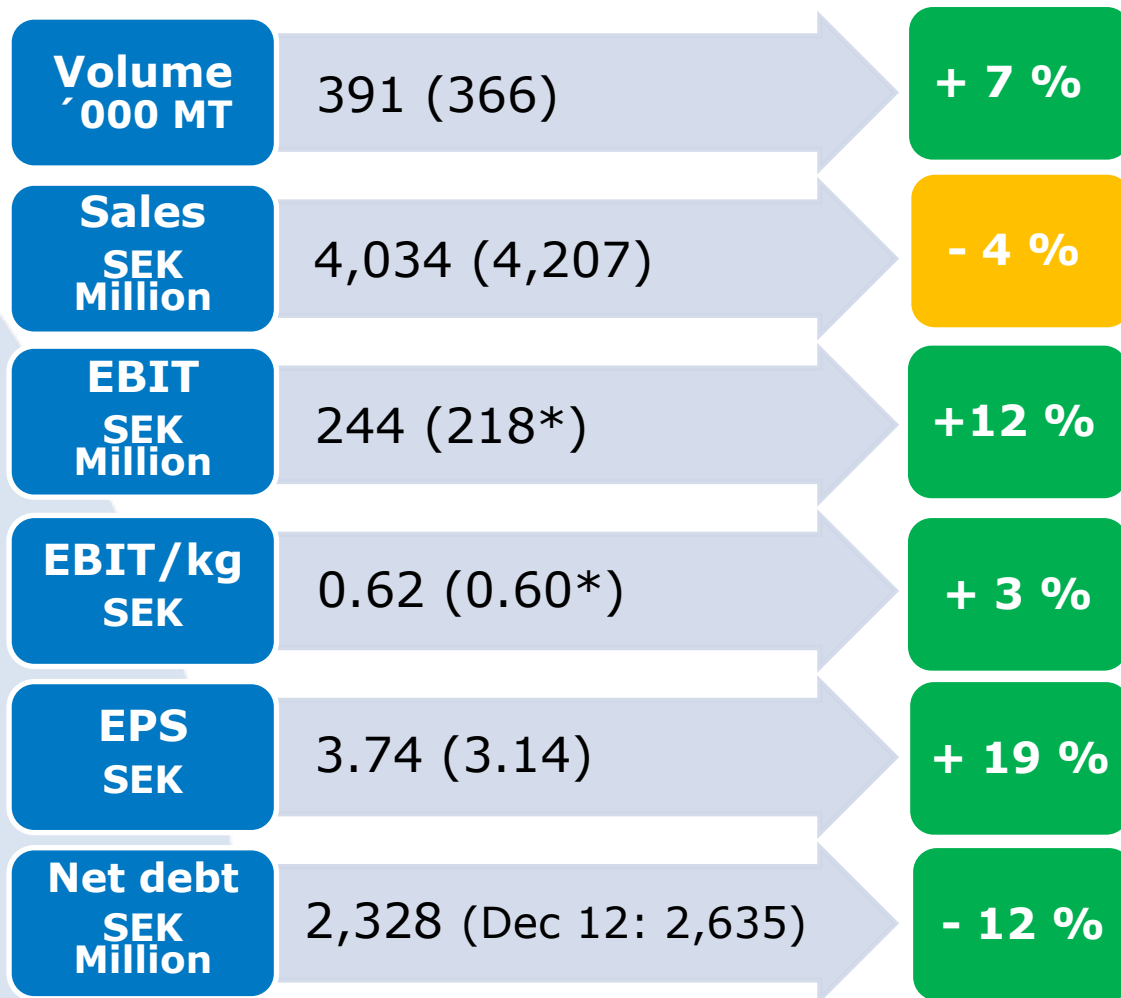 Volume
´000 MT
391 (366)
+ 7 %
Sales
SEK
Million
4,034 (4,207)
- 4 %
EBIT
SEK
Million
244 (218*)
+12 %
EBIT/kg
SEK
0.62 (0.60*)
+ 3 %
EPS
SEK
3.74 (3.14)
+ 19 %
Net debt
SEK
Million
2,328 (Dec 12: 2,635)
- 12 %